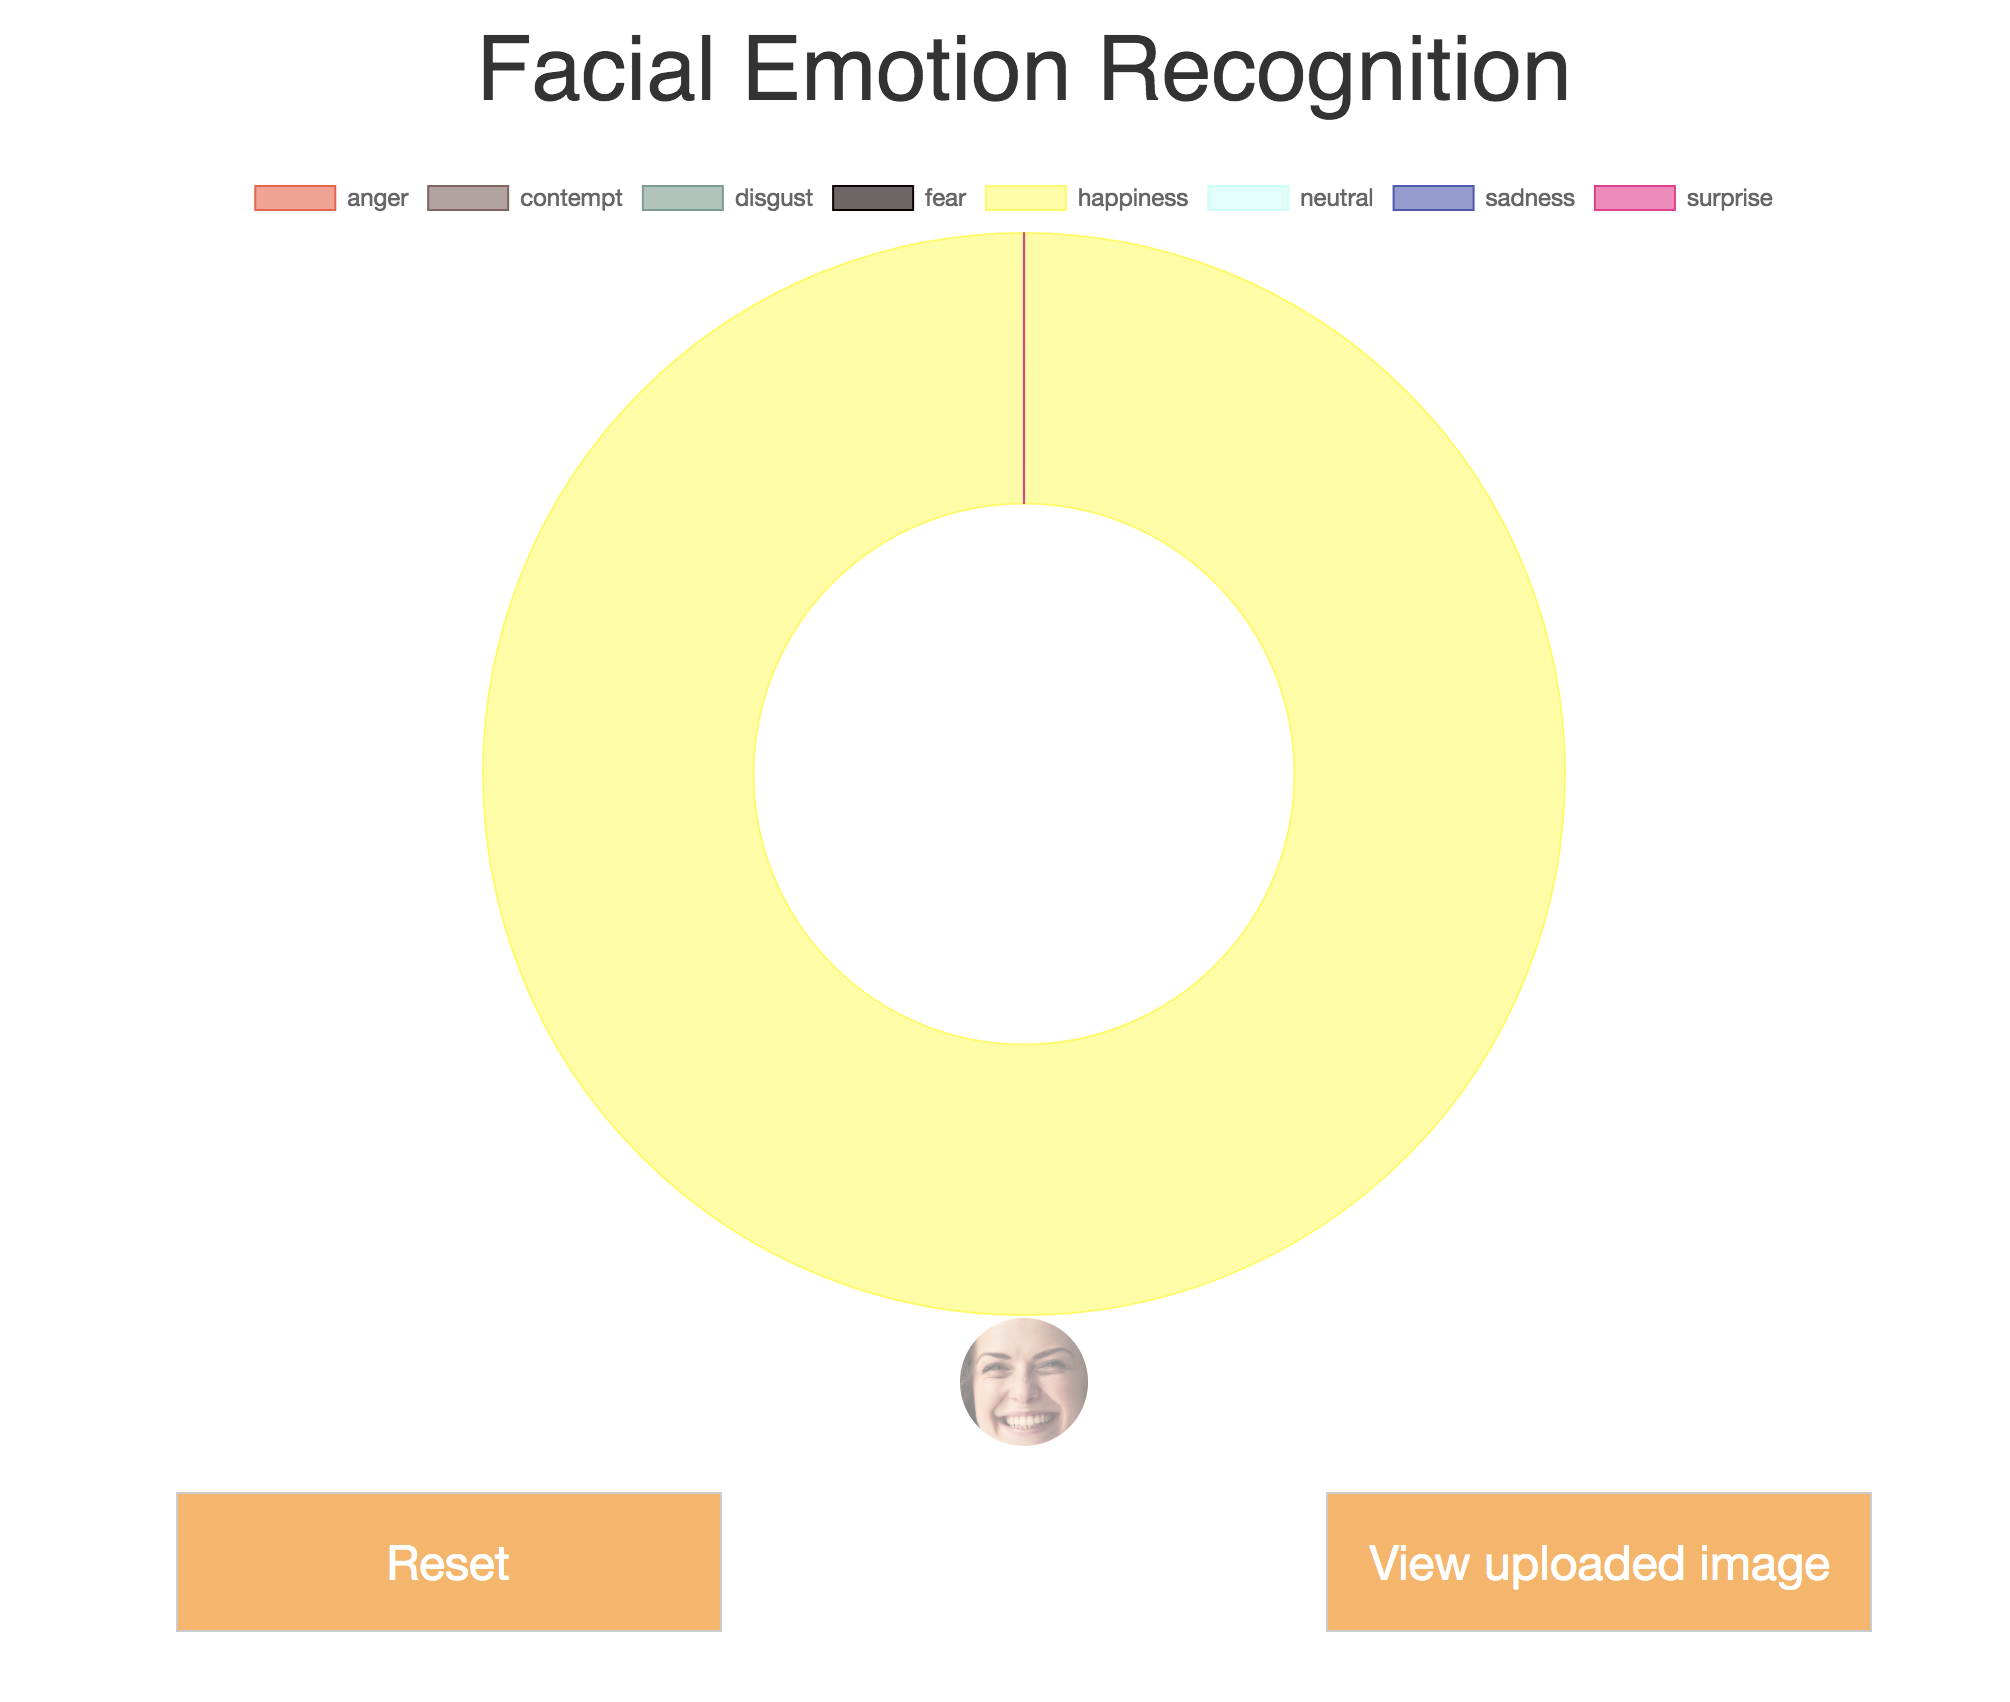 Facial Emotion Recognition
anger contempt disgust fear happiness neutral sadness surprise
Reset
View uploaded image